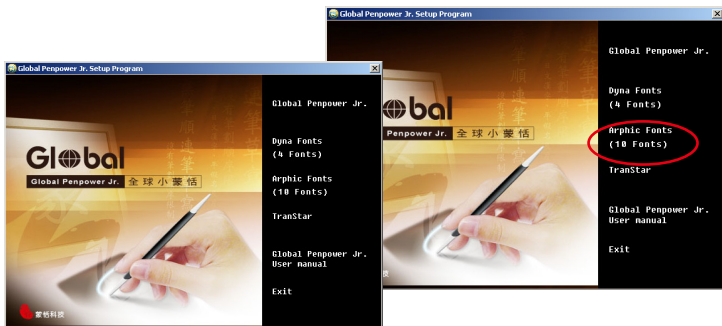 Global Penpower Jr. Setup Program
Global Penpower Jr.
Dyna Fonts
(4 Fonts)
Arphic Fonts
(10 Fonts)
TranStar
Global Penpower Jr.
User manual
Exit
Global
Global Penpower Jr. 全球小蒙恬
蒙恬科技
Global Penpower Jr. Setup Program
Global Penpower Jr.
Dyna Fonts
(4 Fonts)
Arphic Fonts
(10 Fonts)
TranStar
Global Penpower Jr.
User manual
Exit
bal
Penpower Jr. 全球小蒙恬